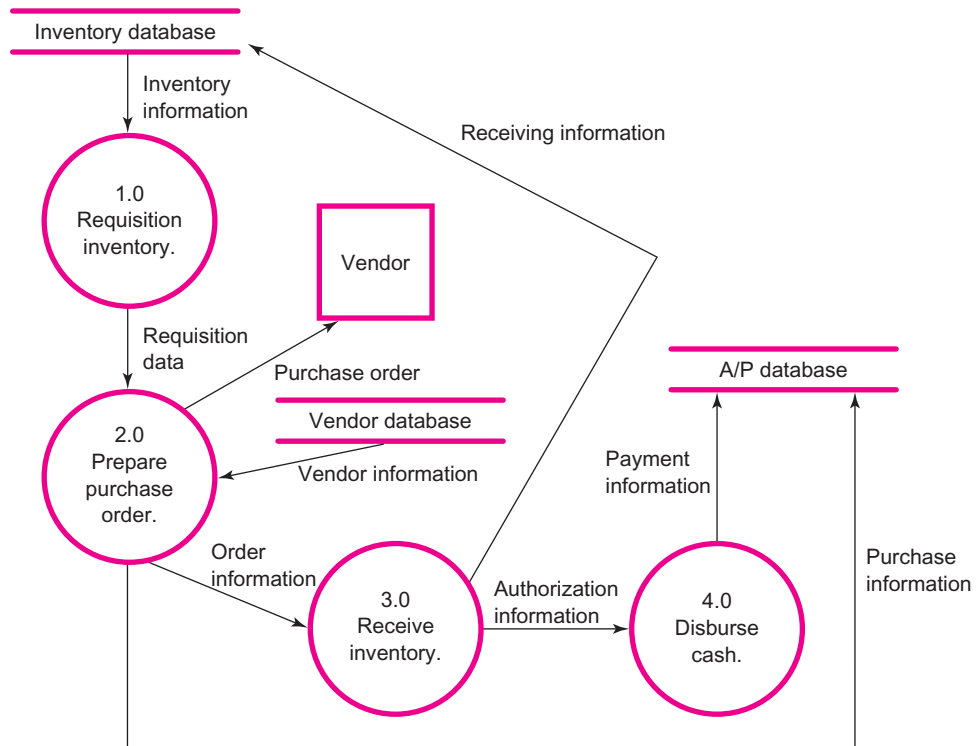 Inventory database
Inventory
information
Receiving information
1.0
Requisition
inventory.
Vendor
Requisition
data
Purchase order
A/P database
Vendor database
2.0
Prepare
purchase
order.
Vendor information
Payment
information
Order
information
Purchase
information
3.0
Receive
inventory.
Authorization
information
4.0
Disburse
cash.